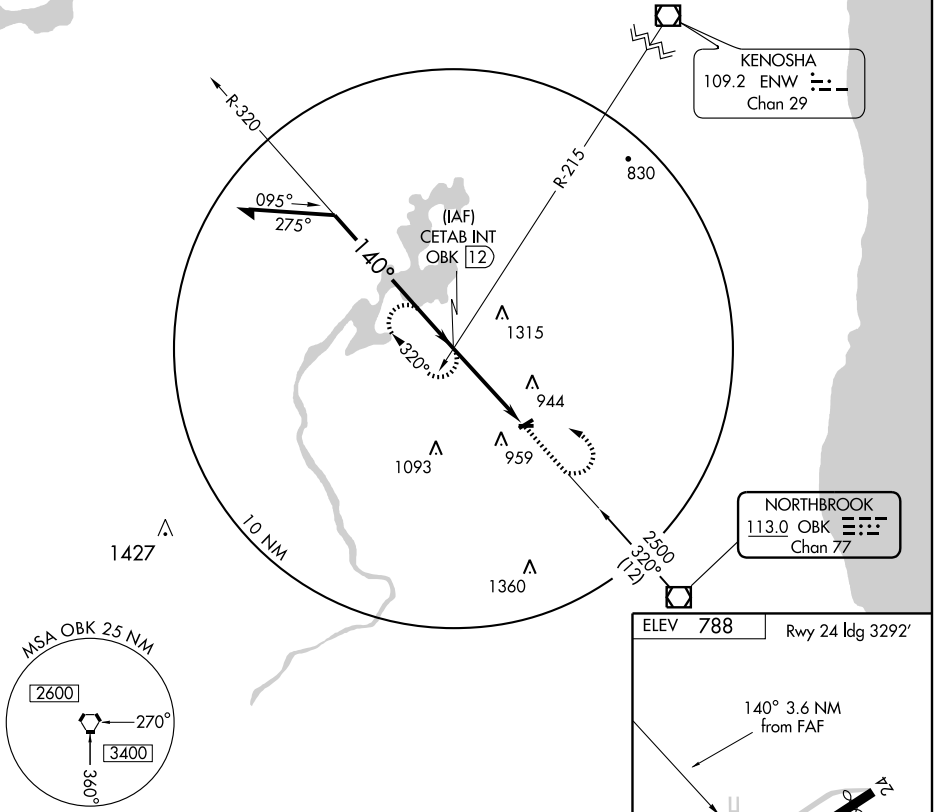 KENOSHA
109.2 ENW
Chan 29
R-320
R-215
830
095°
275°
(IAF)
CETAB INT
OBK 12
140°
1315
320°
944
959
1093
10 NM
1427
1360
2500
320°
(12)
NORTHBROOK
113.0 OBK
Chan 77
MSA OBK 25 NM
2600
270°
3400
360°
ELEV 788
Rwy 24 ldg 3292'
140° 3.6 NM
from FAF
24